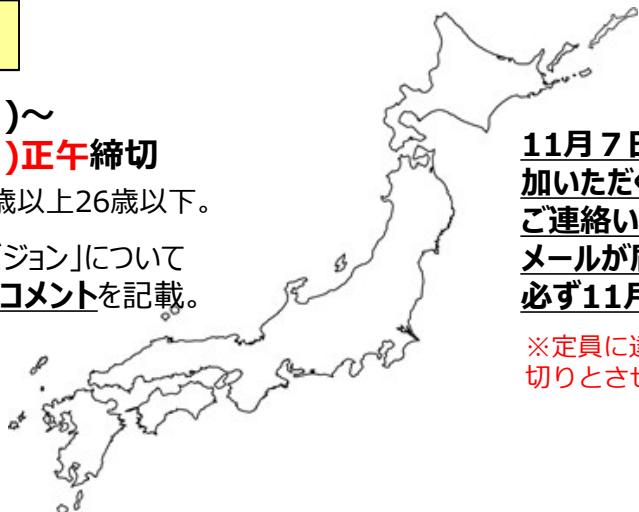 )～
)正午締切
歳以上26歳以下。
ビジョン」について
コメントを記載。
11月７日
加いただく
ご連絡い
メールが
必ず11月
※定員に達
切りとさせ